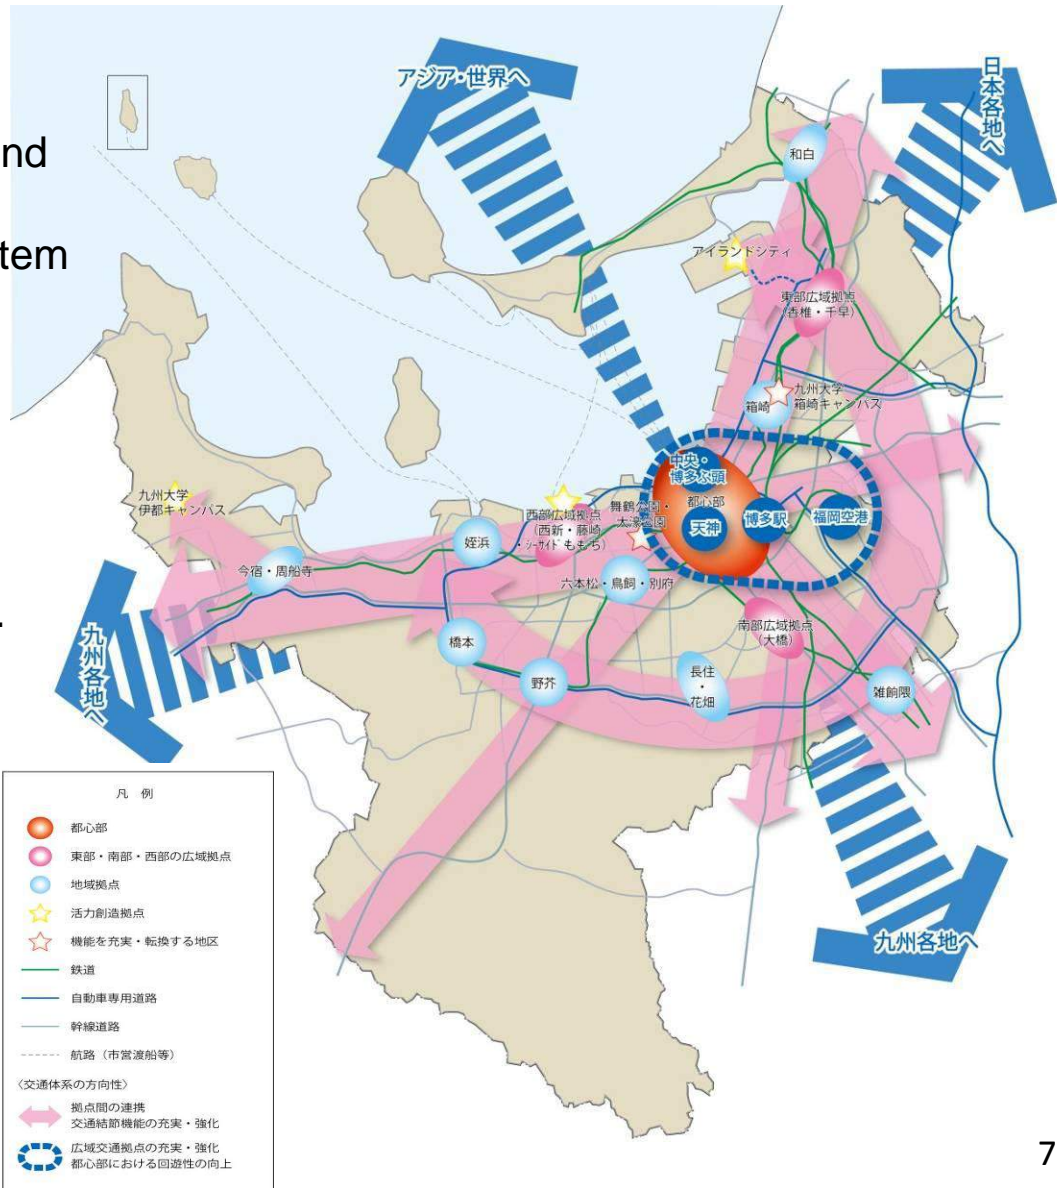 nd
tem
.
アジア・世界へ
日本各地へ
和白
アイランドシティ
東部広域拠点
(香椎・千早)
九州大学
箱崎キャンパス
箱崎
中央・
博多ふ頭
都心部
天神
博多駅
福岡空港
舞鶴公園・
大濠公園
西部広域拠点
(西新・藤崎
・シーサイドももち)
九州大学
伊都キャンパス
姪浜
今宿・周船寺
六本松・鳥飼・別府
橋本
野芥
南部広域拠点
(大橋)
長住
・
花畑
雑餉隈
九州各地へ
九州各地へ
凡 例
都心部
東部・南部・西部の広域拠点
地域拠点
活力創造拠点
機能を充実・転換する地区
鉄道
自動車専用道路
幹線道路
航路(市営渡船等)
〈交通体系の方向性〉
拠点間の連携
交通結節機能の充実・強化
広域交通拠点の充実・強化
都心部における回遊性の向上
7